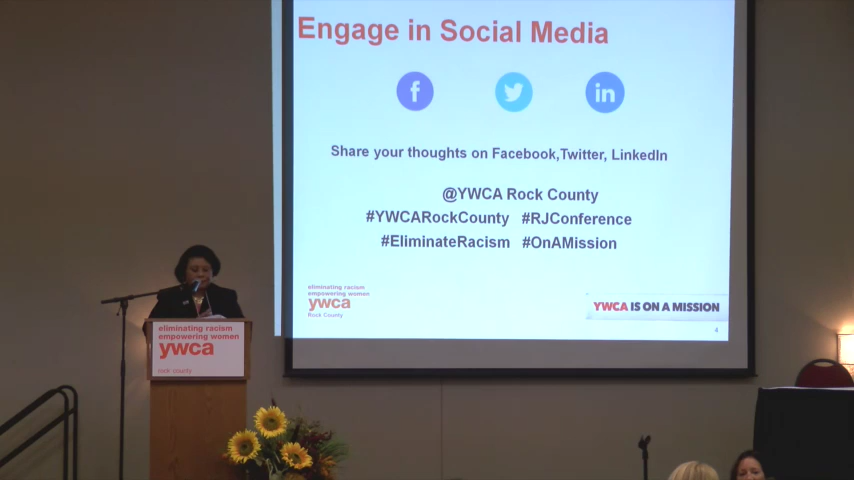 Engage in Social Media
f
in
Share your thoughts on Facebook,Twitter, LinkedIn
@YWCA Rock County
#YWCARockCounty #RJConference
#EliminateRacism #OnAMission
eliminating racism
empowering women
ywca
Rock County
YWCA IS ON A MISSION
4
eliminating racism
empowering women
ywca
rock county